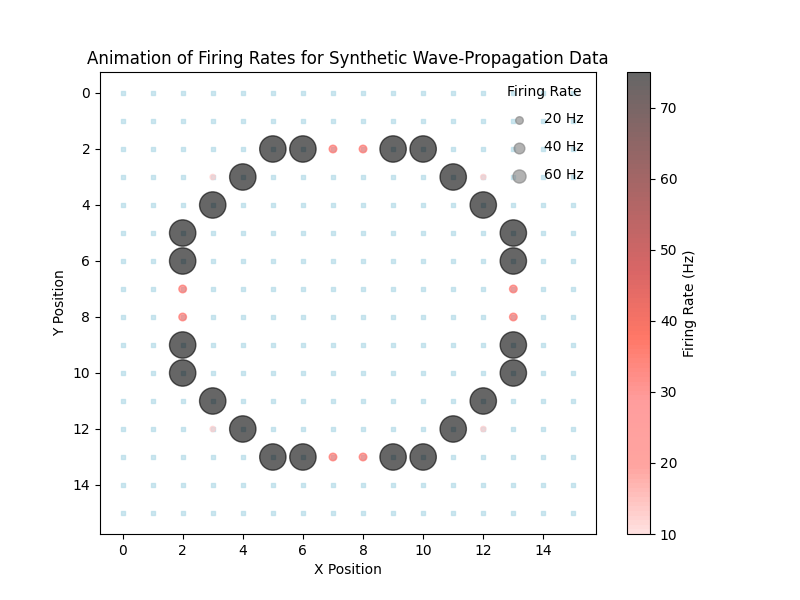 Animation of Firing Rates for Synthetic Wave-Propagation Data
Firing Rate
20 Hz
40 Hz
60 Hz
0
2
4
6
8
10
12
14
Y Position
0 2 4 6 8 10 12 14
X Position
70
60
50
40
30
20
10
Firing Rate (Hz)